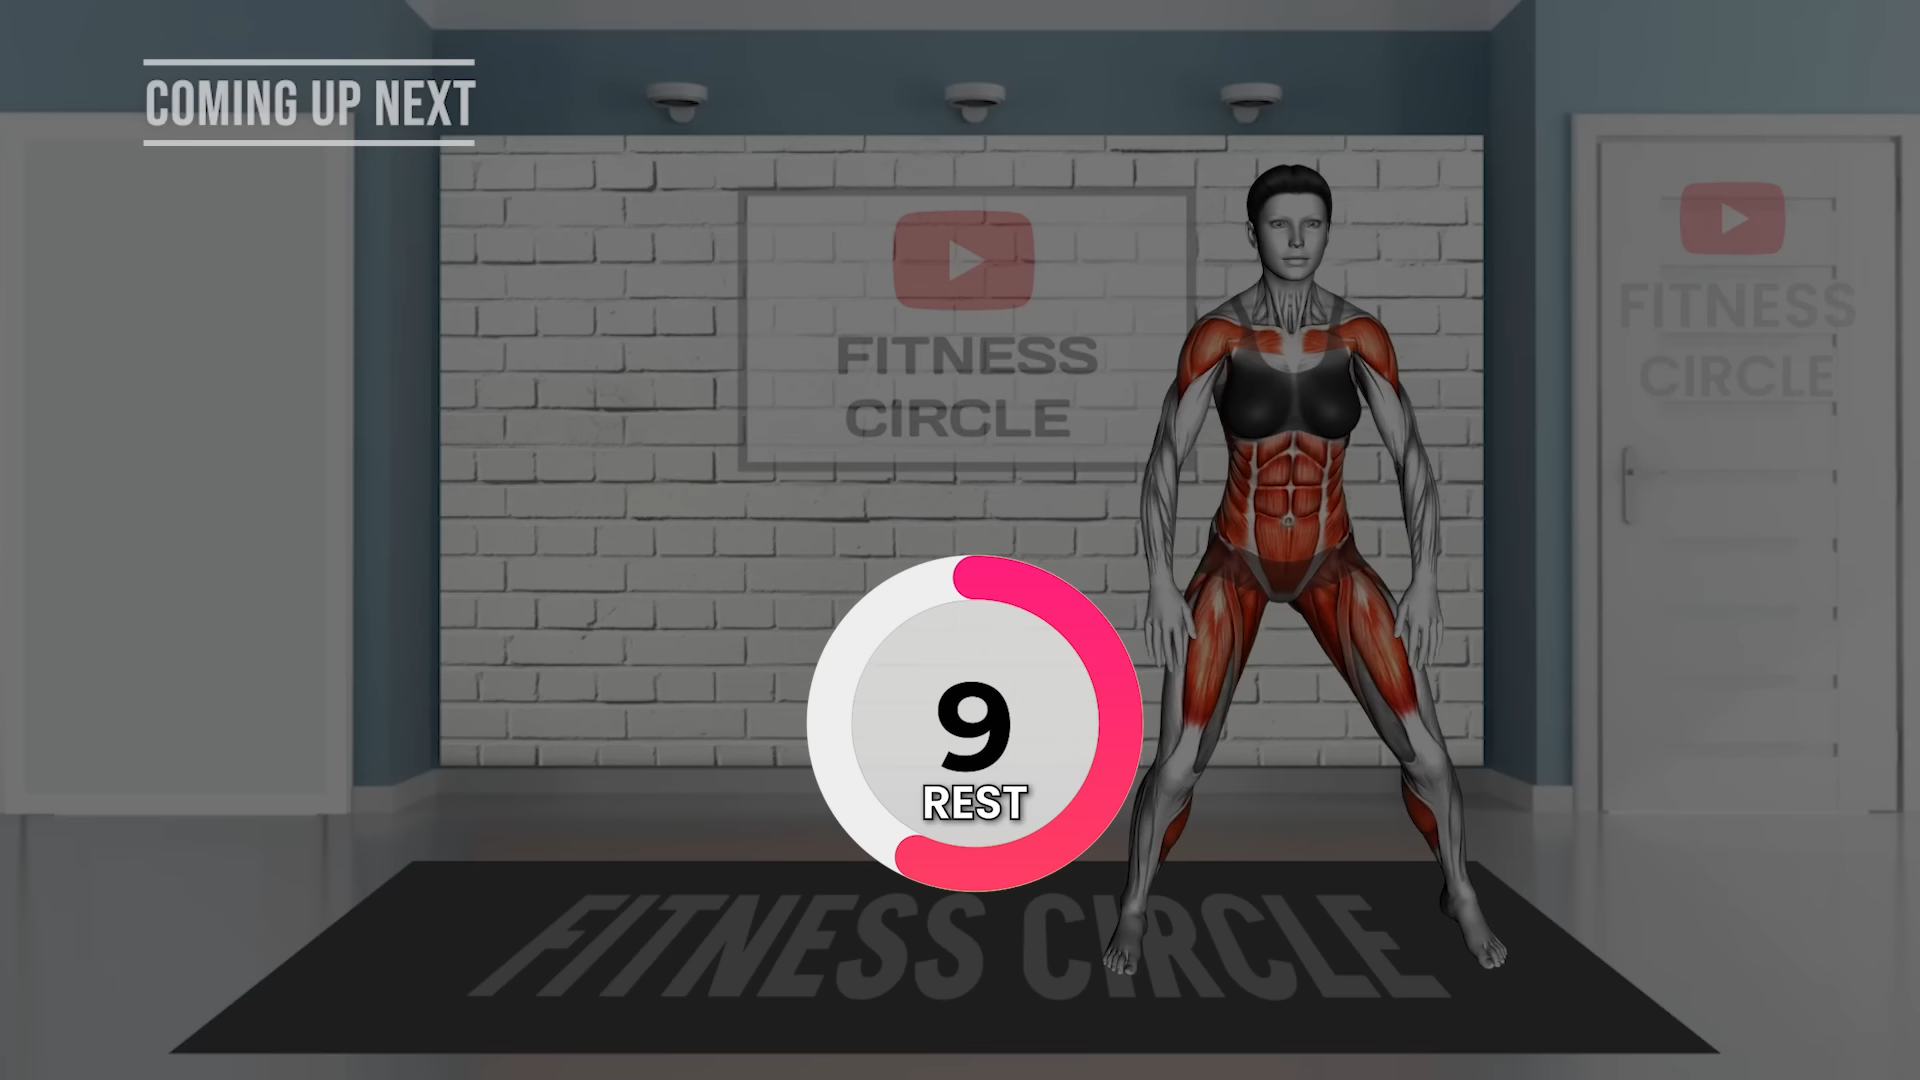 COMING UP NEXT
FITNESS
CIRCLE
FITNESS
CIRCLE
9
REST
FITNESS CIRCLE